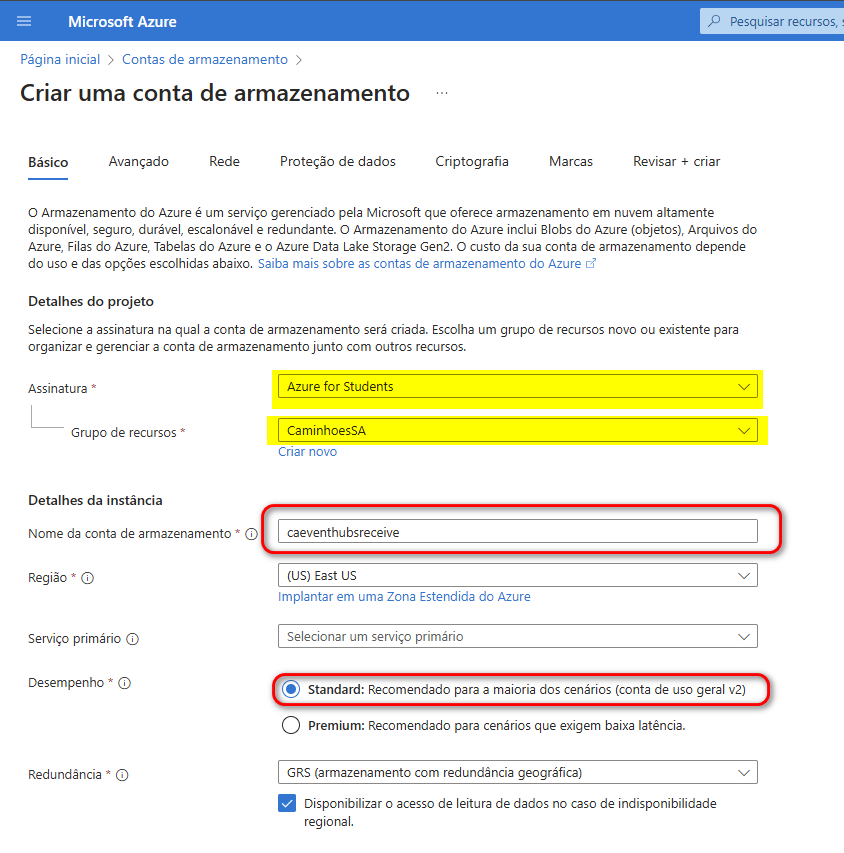 Microsoft Azure
Pesquisar recursos, s
Página inicial > Contas de armazenamento >
Criar uma conta de armazenamento ...
Básico Avançado Rede Proteção de dados Criptografia Marcas Revisar + criar
O Armazenamento do Azure é um serviço gerenciado pela Microsoft que oferece armazenamento em nuvem altamente
disponível, seguro, durável, escalonável e redundante. O Armazenamento do Azure inclui Blobs do Azure (objetos), Arquivos do
Azure, Filas do Azure, Tabelas do Azure e o Azure Data Lake Storage Gen2. O custo da sua conta de armazenamento depende
do uso e das opções escolhidas abaixo. Saiba mais sobre as contas de armazenamento do Azure
Detalhes do projeto
Selecione a assinatura na qual a conta de armazenamento será criada. Escolha um grupo de recursos novo ou existente para
organizar e gerenciar a conta de armazenamento junto com outros recursos.
Assinatura * Azure for Students
Grupo de recursos * CaminhoesSA
Criar novo
Detalhes da instância
Nome da conta de armazenamento * caeventhubsreceive
Região * (US) East US
Implantar em uma Zona Estendida do Azure
Serviço primário Selecionar um serviço primário
Desempenho * Standard: Recomendado para a maioria dos cenários (conta de uso geral v2)
Premium: Recomendado para cenários que exigem baixa latência.
Redundância * GRS (armazenamento com redundância geográfica)
Disponibilizar o acesso de leitura de dados no caso de indisponibilidade
regional.